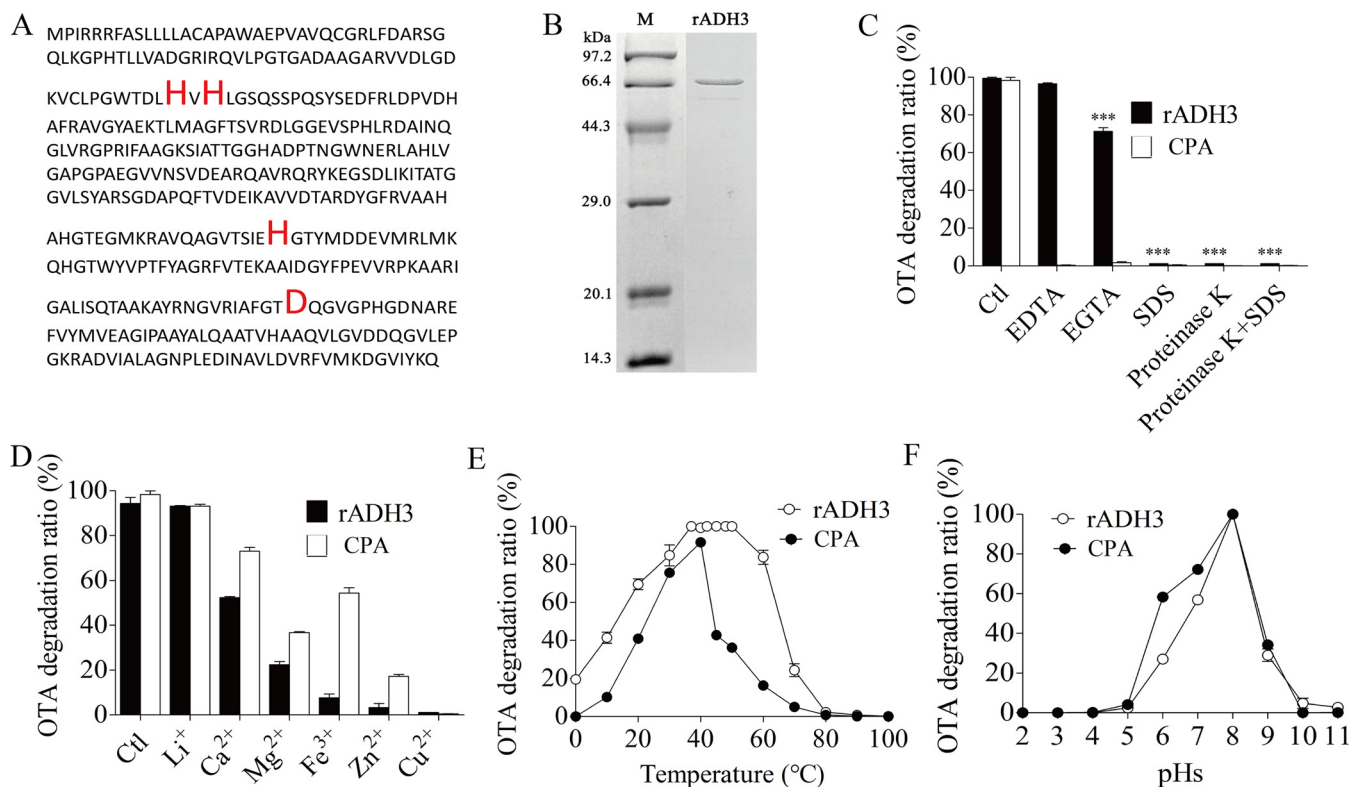 A
MPIRRRFASLLLLACAPAWAEPVAVQCGRLFDARSG
QLKGPHTLLVADGRIRQVLPGTGADAAAGARVVDLGD
KVCLPGWTDLHVHLGSQSSPQSYSEDFRLDPVDH
AFRAVGYAEKTLMAGFTSVRDLGGEVSPHLRDAINQ
GLVRGPRIFAAGKSIATTGGHADPTNGWNERLAHLV
GAPGPAEGVVNSVDEARQAVRQRYKEGSDLIKITATG
GVLSYARSGDAPQFTVDEIKAVVDTARDYGFRVAAH
AHGTEGMKRAVQAGVTSIEHGTYMDDEVMRLMK
QHGTWYVPTFYAGRFVTEKAAIDGYFPEVVRPKAARI
GALISQTAAKAYRNGVRIAFGTDQGVGPHGDNARE
FVYMVEAGIPAAYALQAATVHAAQVLGVDDQGVLEP
GKRADVIALAGNPLEDINAVLDVRFVMKDGVIYKQ
B
M rADH3
kDa
97.2
66.4
44.3
29.0
20.1
14.3
C
OTA degradation ratio (%)
100
80
60
40
20
0
***
*** *** ***
rADH3
CPA
Ctl
EDTA
EGTA
SDS
Proteinase K
Proteinase K+SDS
D
OTA degradation ratio (%)
100
80
60
40
20
0
rADH3
CPA
Ctl
Li+
Ca2+
Mg2+
Fe3+
Zn2+
Cu2+
E
OTA degradation ratio (%)
100
80
60
40
20
0
rADH3
CPA
0 20 40 60 80 100
Temperature (°C)
F
OTA degradation ratio (%)
100
80
60
40
20
0
rADH3
CPA
2 3 4 5 6 7 8 9 10 11
pHs